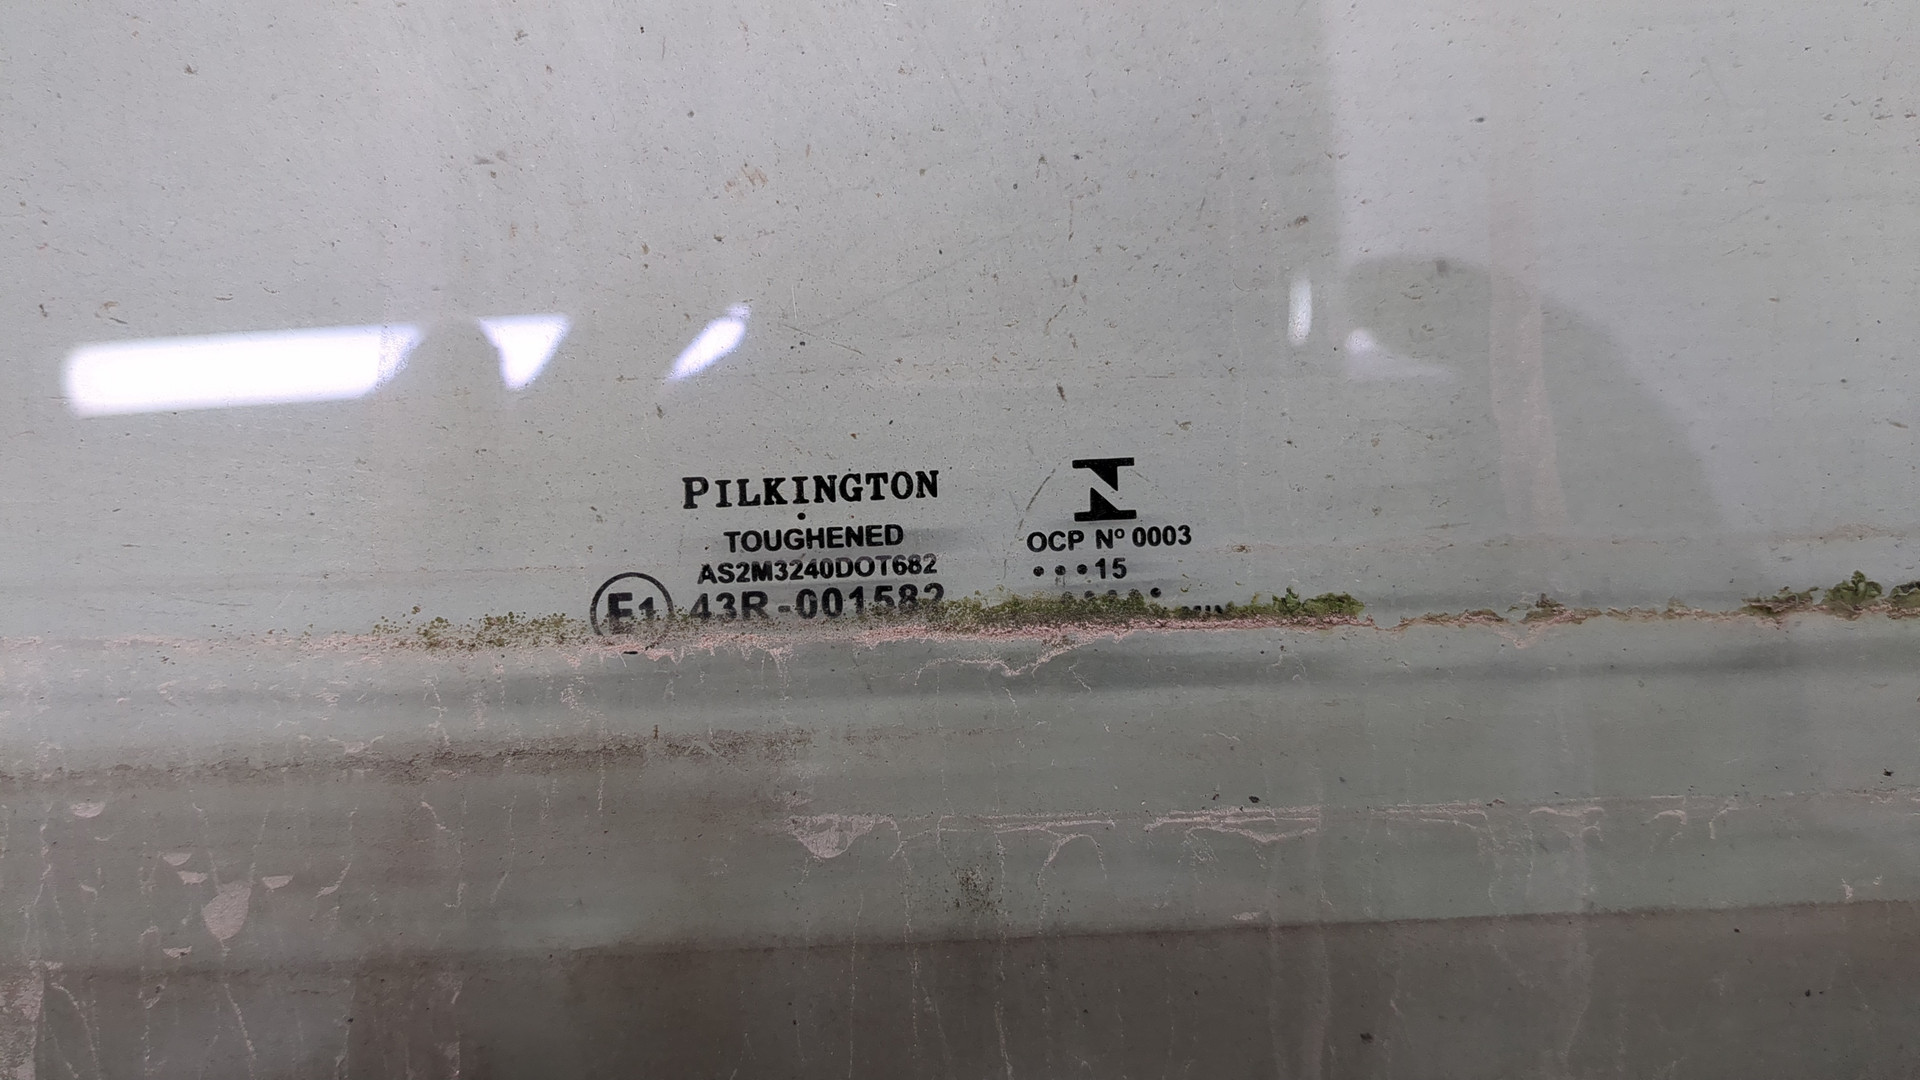 PILKINGTON
TOUGHENED
AS2M3240DOT682
E1 43R-001582
OCP Nº 0003
•••15